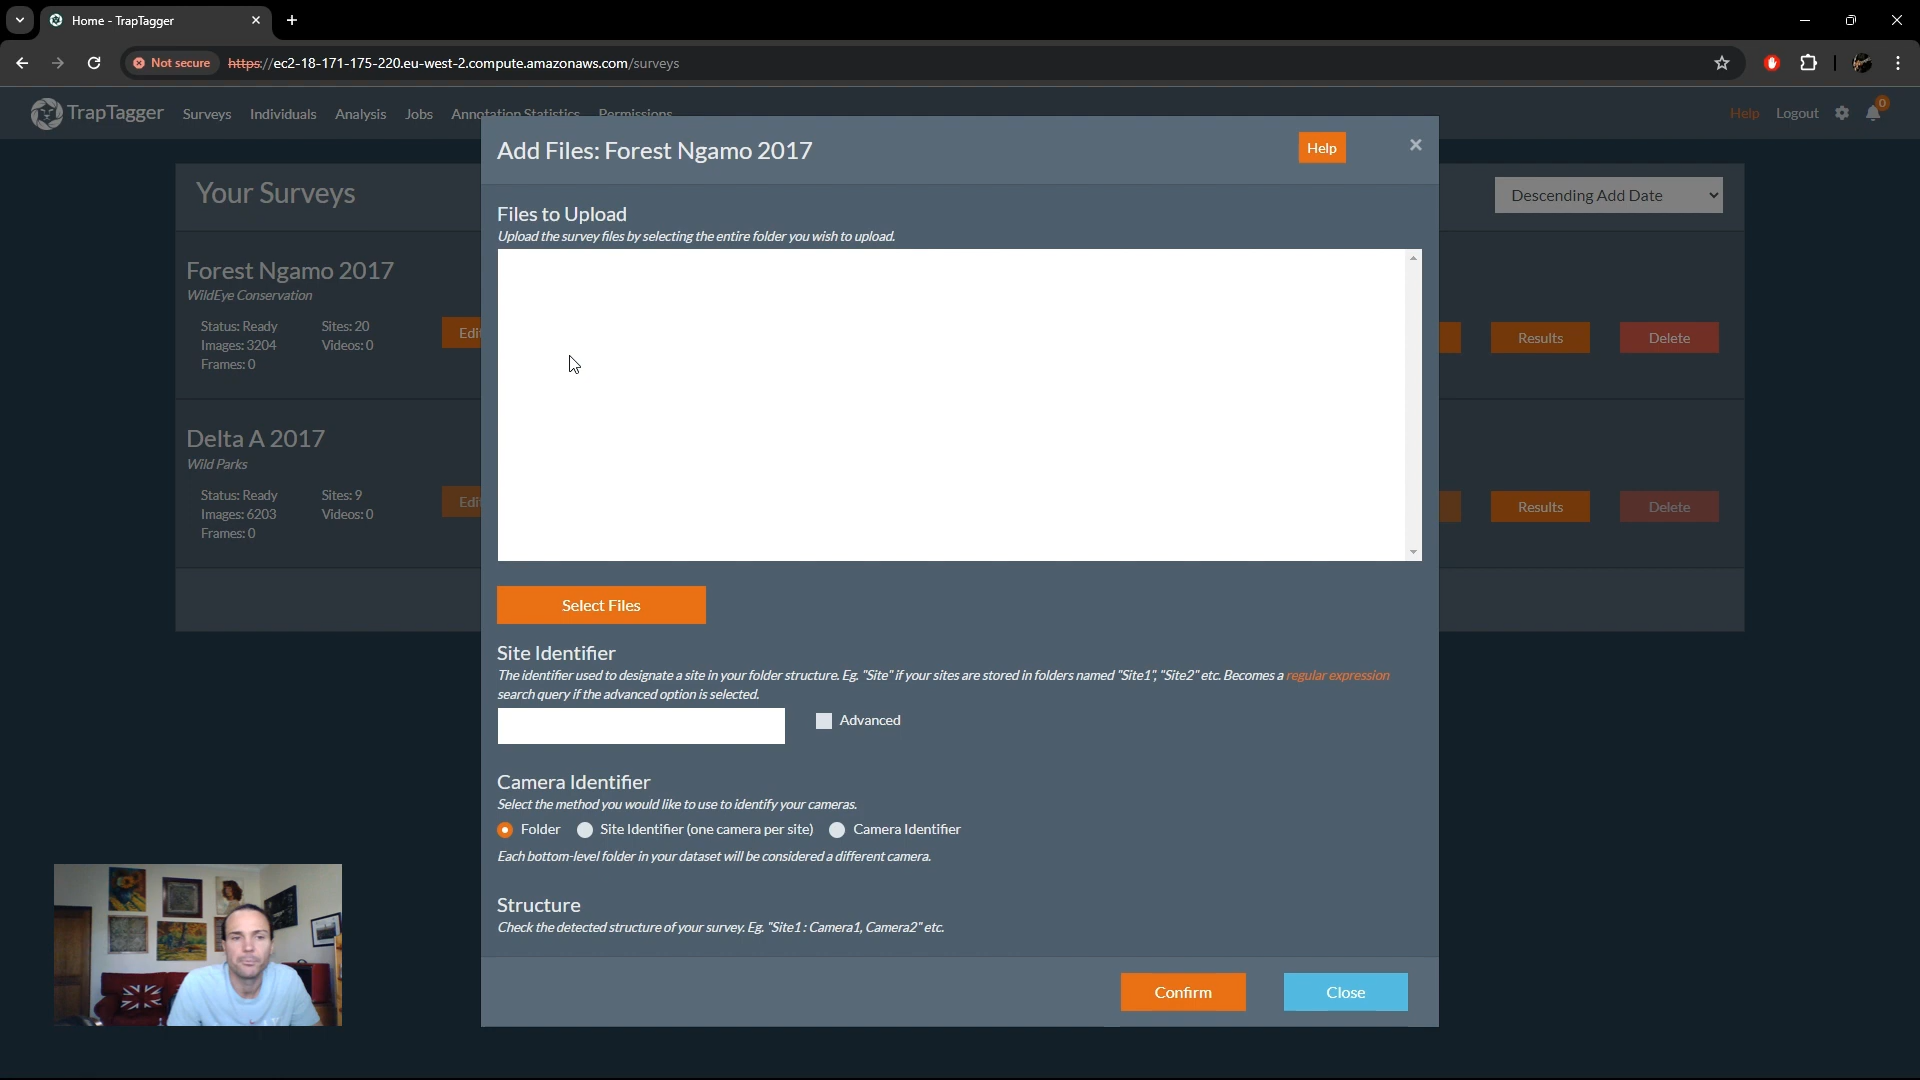 Home - TrapTagger
Not secure https://ec2-18-171-175-220.eu-west-2.compute.amazonaws.com/surveys
TrapTagger Surveys Individuals Analysis Jobs Annotation Statistics Permissions Help Logout 0
Add Files: Forest Ngamo 2017 Help
Your Surveys
Descending Add Date
Files to Upload
Upload the survey files by selecting the entire folder you wish to upload.
Forest Ngamo 2017
WildEye Conservation
Status: Ready Sites: 20
Images: 3204 Videos: 0
Frames: 0
Edi
Results Delete
Delta A 2017
Wild Parks
Status: Ready Sites: 9
Images: 6203 Videos: 0
Frames: 0
Edi
Results Delete
Select Files
Site Identifier
The identifier used to designate a site in your folder structure. Eg. "Site" if your sites are stored in folders named "Site1", "Site2" etc. Becomes a regular expression
search query if the advanced option is selected.
Advanced
Camera Identifier
Select the method you would like to use to identify your cameras.
Folder Site Identifier (one camera per site) Camera Identifier
Each bottom-level folder in your dataset will be considered a different camera.
Structure
Check the detected structure of your survey. Eg. "Site1 : Camera1, Camera2" etc.
Confirm Close